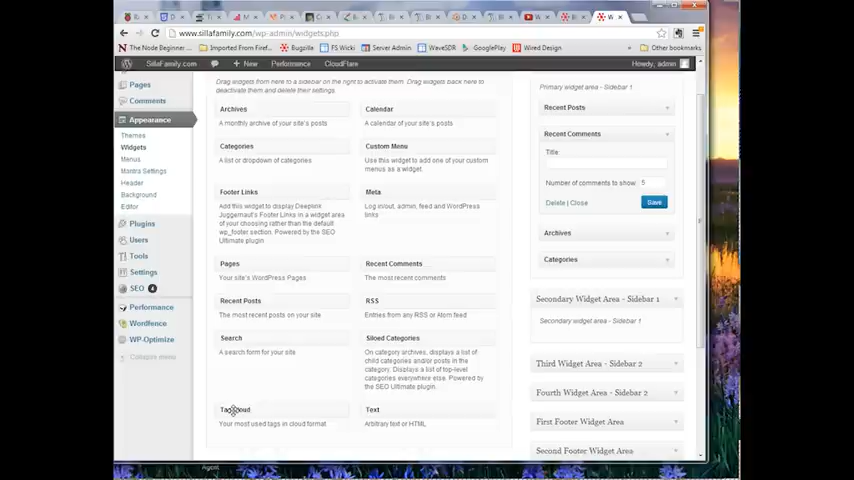 www.sillafamily.com/wp-admin/widgets.php
The Node Beginner ... Imported From Firef... Bugzilla FS Wicki Server Admin WaveSDR GooglePlay Wired Design Other bookmarks
SillaFamily.com + New Performance CloudFlare Howdy, admin
Pages
Comments
Appearance
Themes
Widgets
Menus
Mantra Settings
Header
Background
Editor
Plugins
Users
Tools
Settings
SEO 4
Performance
Wordfence
WP-Optimize
Collapse menu
Drag widgets from here to a sidebar on the right to activate them. Drag widgets back here to
deactivate them and delete their settings.
Archives
A monthly archive of your site's posts
Calendar
A calendar of your site's posts
Categories
A list or dropdown of categories
Custom Menu
Use this widget to add one of your custom
menus as a widget.
Footer Links
Add this widget to display Deeplink
Juggernaut's Footer Links in a widget area
of your choosing rather than the default
wp_footer section. Powered by the SEO
Ultimate plugin
Meta
Log in/out, admin, feed and WordPress
links
Pages
Your site's WordPress Pages
Recent Comments
The most recent comments
Recent Posts
The most recent posts on your site
RSS
Entries from any RSS or Atom feed
Search
A search form for your site
Siloed Categories
On category archives, displays a list of
child categories and/or posts in the
category. Displays a list of top-level
categories everywhere else. Powered by
the SEO Ultimate plugin.
Tag Cloud
Your most used tags in cloud format
Text
Arbitrary text or HTML
Primary widget area - Sidebar 1
Recent Posts
Recent Comments
Title:
Number of comments to show: 5
Delete | Close Save
Archives
Categories
Secondary Widget Area - Sidebar 1
Secondary widget area - Sidebar 1
Third Widget Area - Sidebar 2
Fourth Widget Area - Sidebar 2
First Footer Widget Area
Second Footer Widget Area
Agent